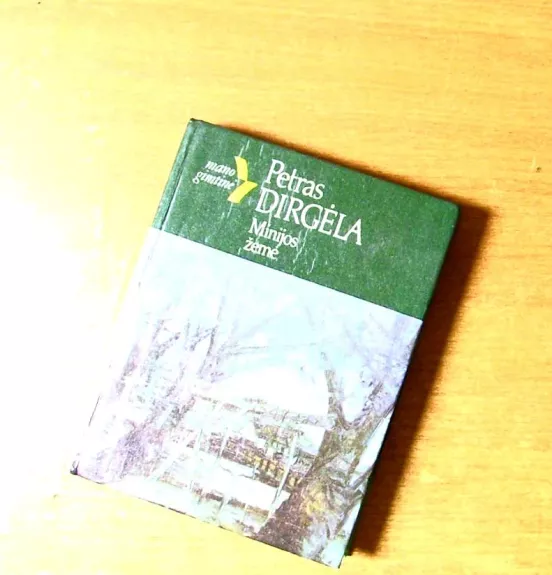 mano
gimtinė
Petras
DIRGĖLA
Minijos
žemė